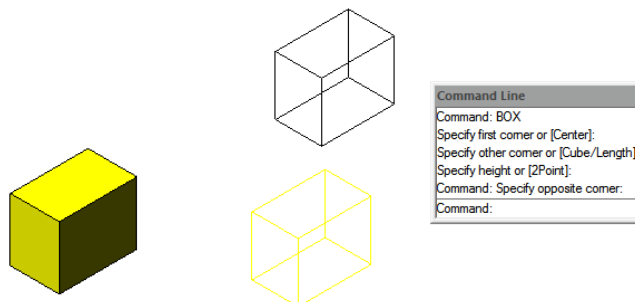 Command Line
Command: BOX
Specify first corner or [Center]:
Specify other corner or [Cube/Length]
Specify height or [2Point]:
Command: Specify opposite corner:
Command: